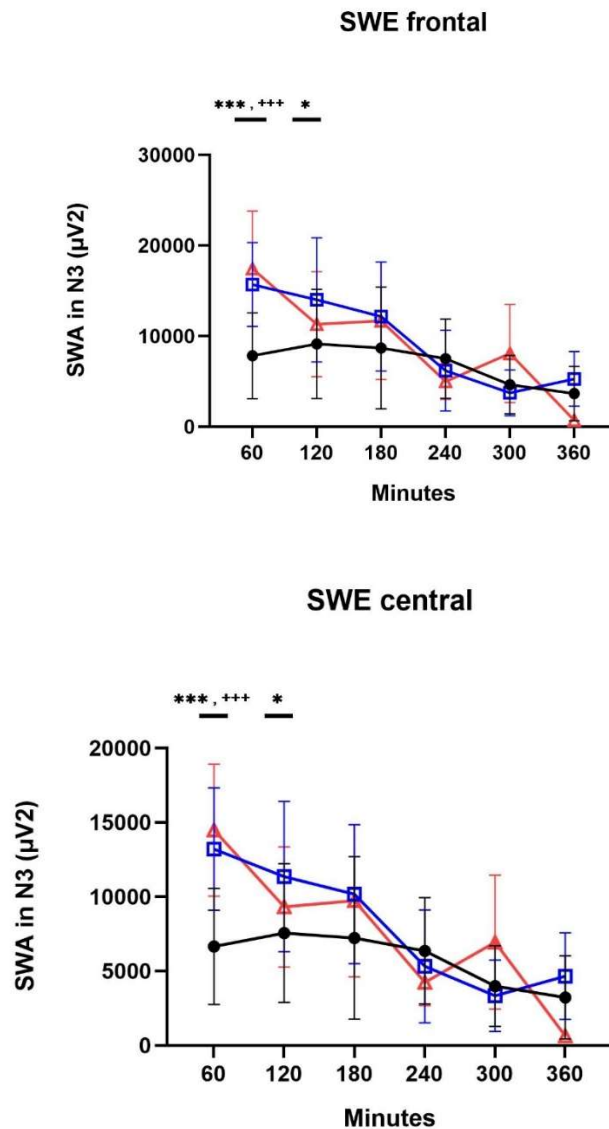 SWE frontal
***, +++ *
30000
20000
10000
0
SWA in N3 (µV2)
60 120 180 240 300 360
Minutes
SWE central
***, +++ *
20000
15000
10000
5000
0
SWA in N3 (µV2)
60 120 180 240 300 360
Minutes